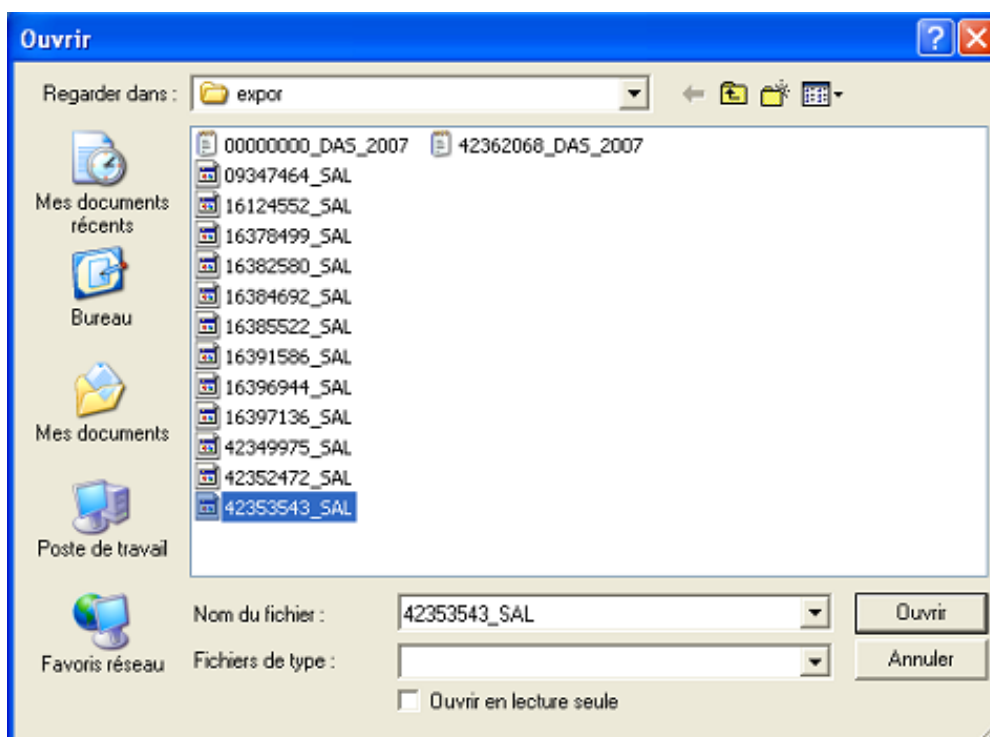 Ouvrir
Regarder dans : expor
00000000_DAS_2007 42362068_DAS_2007
09347464_SAL
16124552_SAL
16378499_SAL
16382580_SAL
16384692_SAL
16385522_SAL
16391586_SAL
16396944_SAL
16397136_SAL
42349975_SAL
42352472_SAL
42353543_SAL
Mes documents
récents
Bureau
Mes documents
Poste de travail
Favoris réseau
Nom du fichier : 42353543_SAL Ouvrir
Fichiers de type : Annuler
Ouvrir en lecture seule